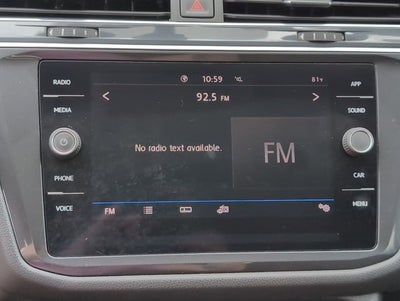 RADIO
MEDIA
PHONE
VOICE
10:59
81°F
92.5 FM
No radio text available.
FM
FM
APP
SOUND
CAR
MENU